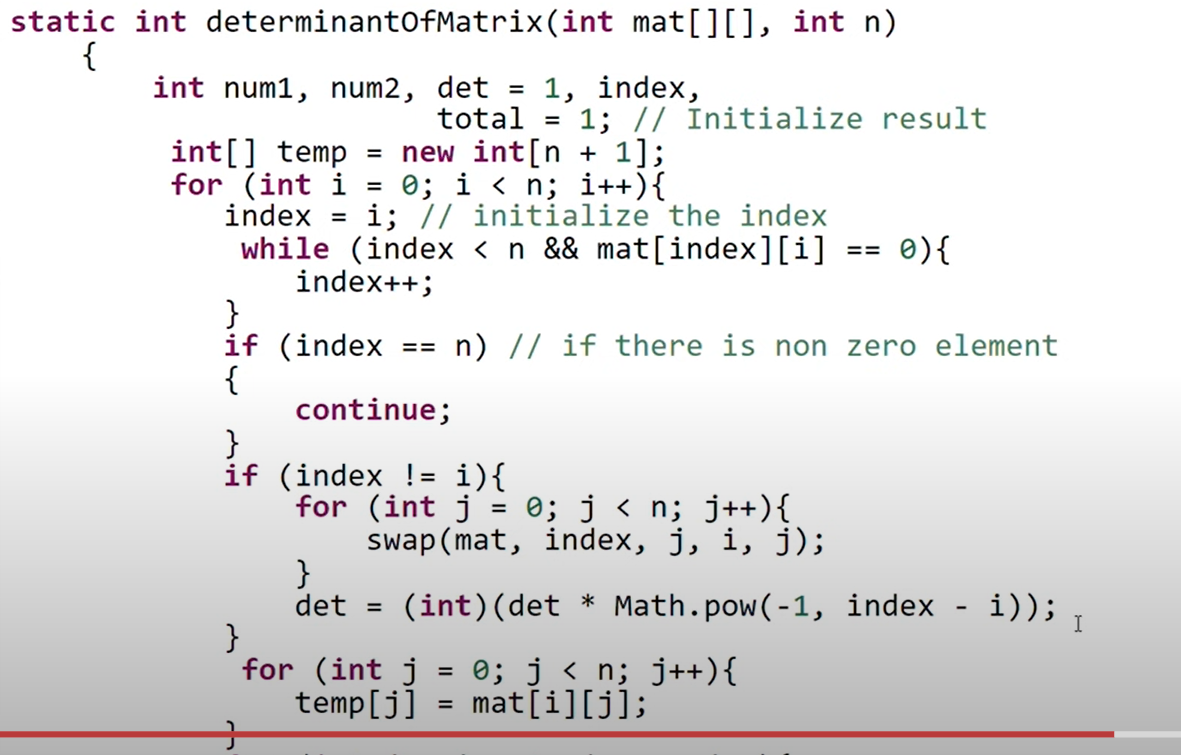 static int determinantOfMatrix(int mat[][], int n)
{
int num1, num2, det = 1, index,
total = 1; // Initialize result
int[] temp = new int[n + 1];
for (int i = 0; i < n; i++){
index = i; // initialize the index
while (index < n && mat[index][i] == 0){
index++;
}
if (index == n) // if there is non zero element
{
continue;
}
if (index != i){
for (int j = 0; j < n; j++){
swap(mat, index, j, i, j);
}
det = (int)(det * Math.pow(-1, index - i));
}
for (int j = 0; j < n; j++){
temp[j] = mat[i][j];
}